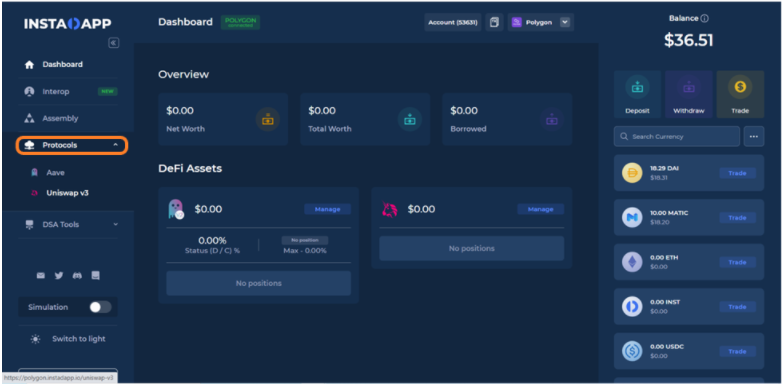 INSTADAPP
Dashboard
Interop NEW
Assembly
Protocols
Aave
Uniswap v3
DSA Tools
Simulation
Switch to light
https://polygon.instadapp.io/uniswap-v3
Dashboard POLYGON
Account (53631) Polygon
Overview
$0.00
Net Worth
$0.00
Total Worth
$0.00
Borrowed
DeFi Assets
$0.00 Manage
0.00%
Status (D / C) %
No position
Max - 0.00%
No positions
$0.00 Manage
No positions
Balance
$36.51
Deposit Withdraw Trade
Search Currency
18.29 DAI
$18.31
Trade
10.00 MATIC
$18.20
Trade
0.00 ETH
$0.00
Trade
0.00 INST
$0.00
Trade
0.00 USDC
$0.00
Trade